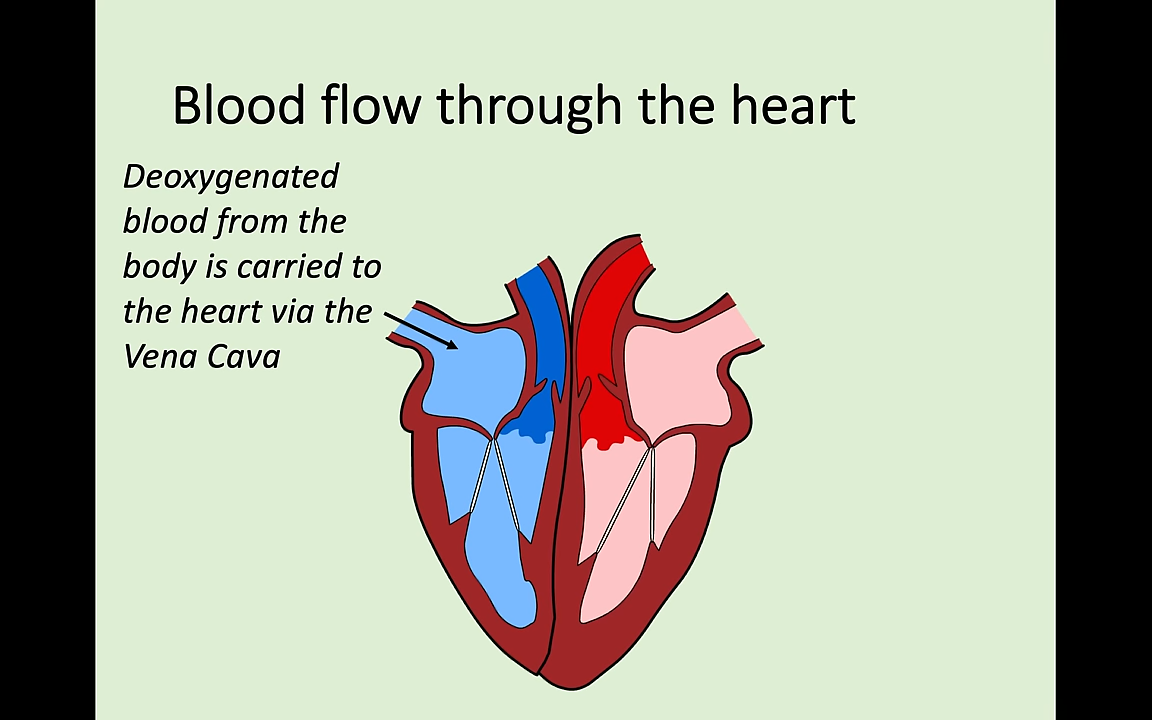 Blood flow through the heart
Deoxygenated
blood from the
body is carried to
the heart via the
Vena Cava